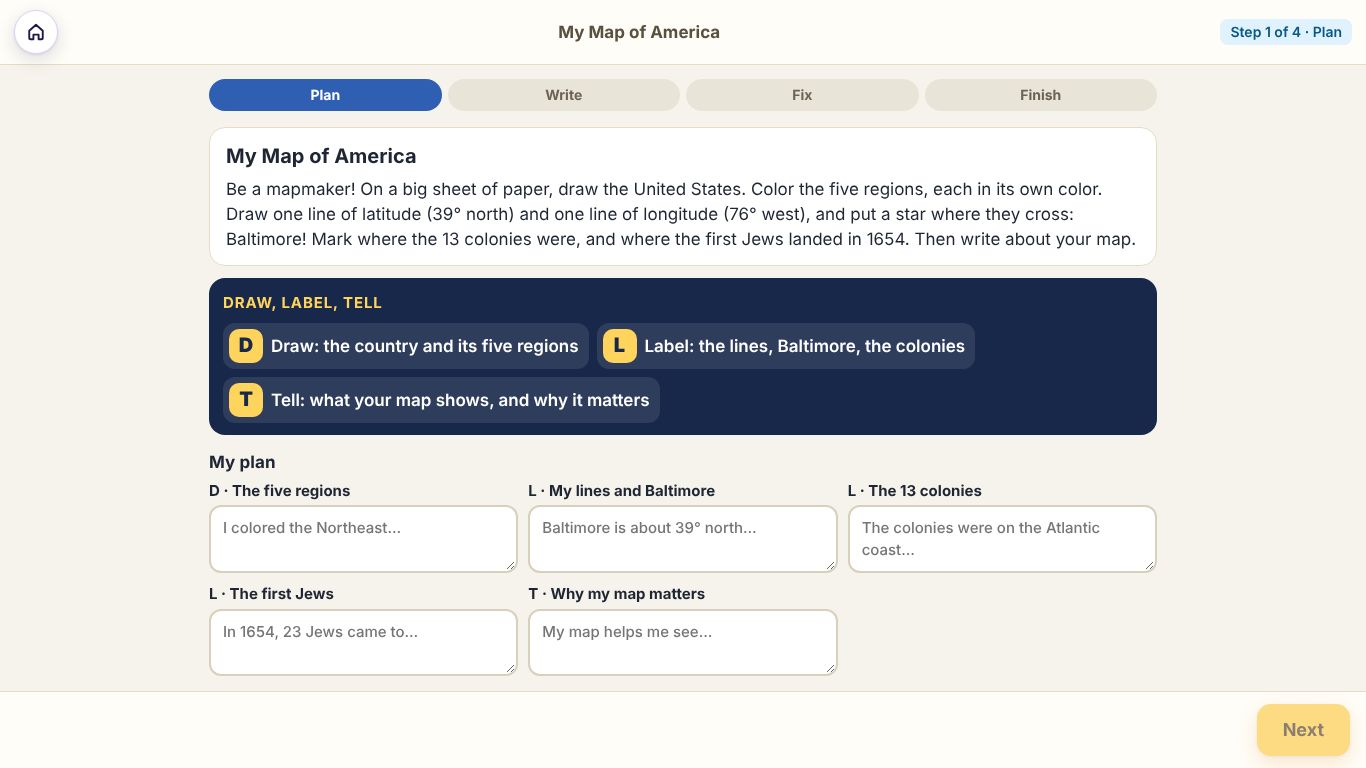 My Map of America
Step 1 of 4 · Plan
Plan
Write
Fix
Finish
My Map of America
Be a mapmaker! On a big sheet of paper, draw the United States. Color the five regions, each in its own color.
Draw one line of latitude (39° north) and one line of longitude (76° west), and put a star where they cross:
Baltimore! Mark where the 13 colonies were, and where the first Jews landed in 1654. Then write about your map.
DRAW, LABEL, TELL
D Draw: the country and its five regions
L Label: the lines, Baltimore, the colonies
T Tell: what your map shows, and why it matters
My plan
D · The five regions
I colored the Northeast...
L · My lines and Baltimore
Baltimore is about 39° north...
L · The 13 colonies
The colonies were on the Atlantic
coast...
L · The first Jews
In 1654, 23 Jews came to...
T · Why my map matters
My map helps me see...
Next